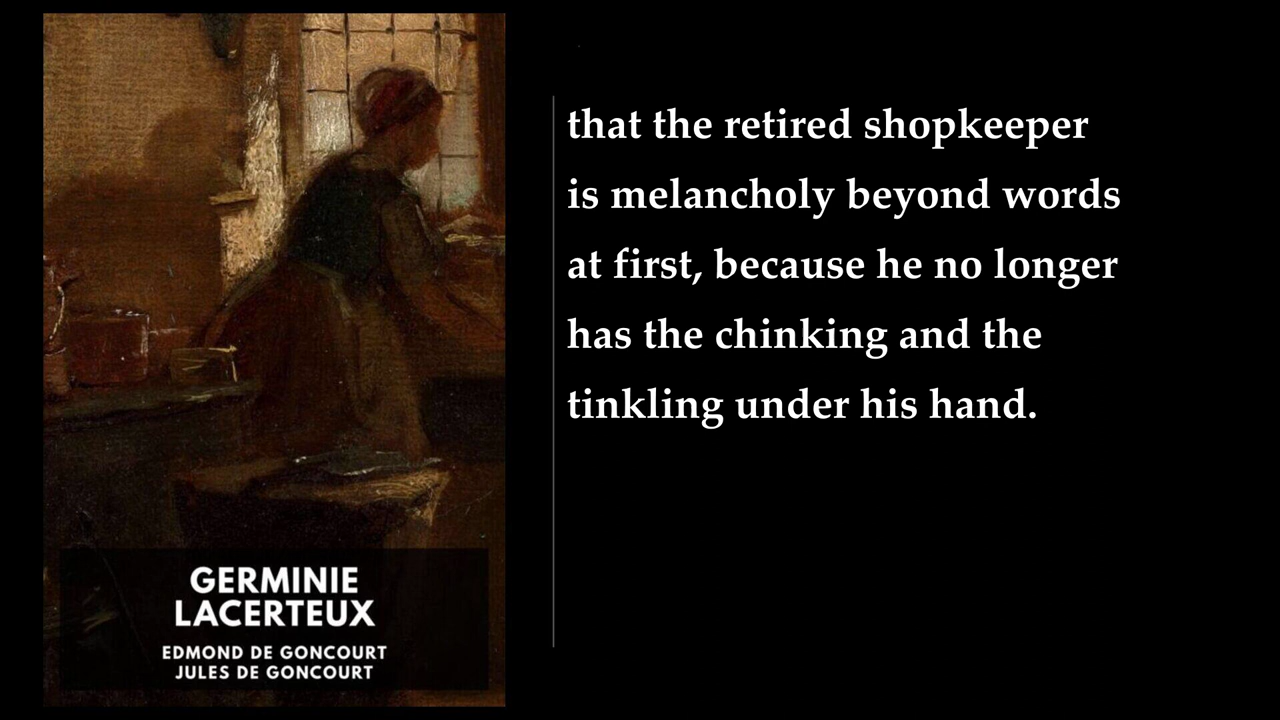 that the retired shopkeeper
is melancholy beyond words
at first, because he no longer
has the chinking and the
tinkling under his hand.
GERMINIE
LACERTEUX
EDMOND DE GONCOURT
JULES DE GONCOURT